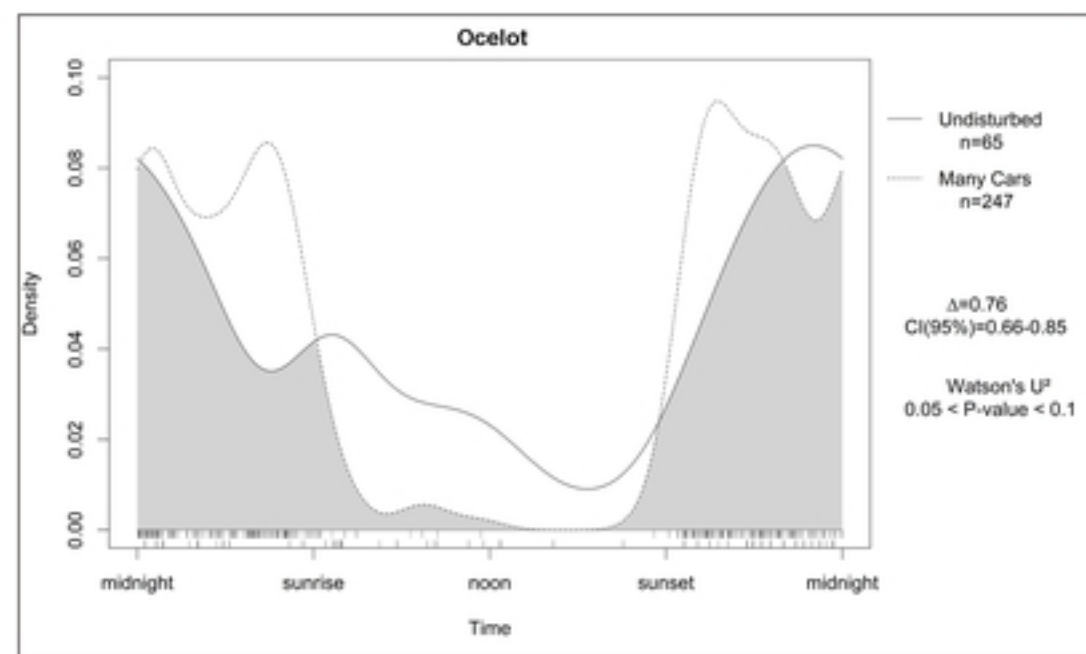 Ocelot
Density
0.00
0.02
0.04
0.06
0.08
0.10
midnight
sunrise
noon
sunset
midnight
Time
Undisturbed
n=65
Many Cars
n=247
Δ=0.76
CI(95%)=0.66-0.85
Watson's U²
0.05 < P-value < 0.1